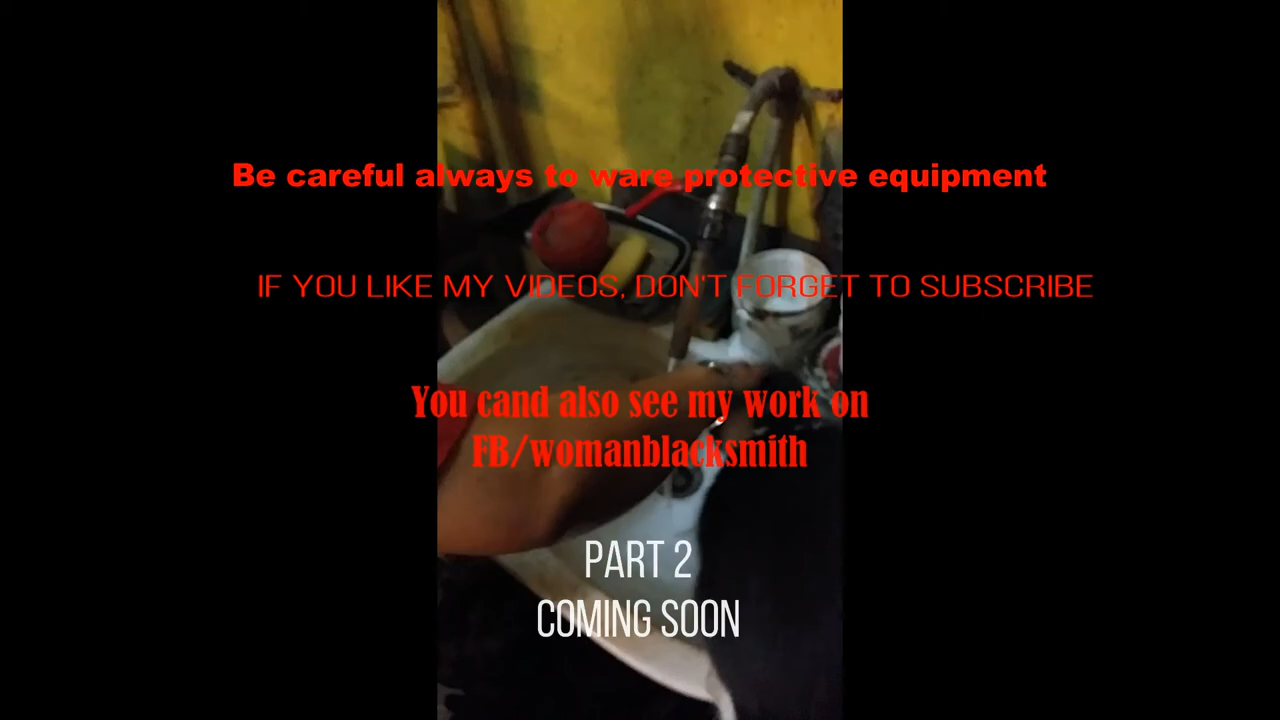 Be careful always to ware protective equipment
IF YOU LIKE MY VIDEOS, DON'T FORGET TO SUBSCRIBE
You cand also see my work on
FB/womanblacksmith
PART 2
COMING SOON